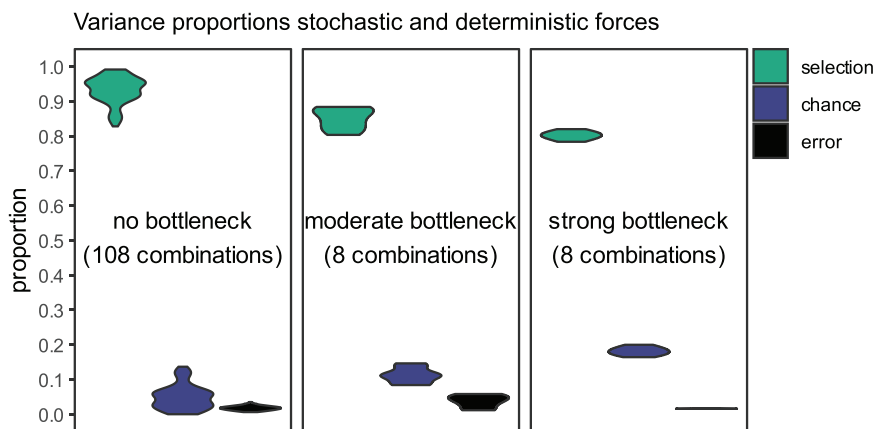 Variance proportions stochastic and deterministic forces
proportion
1.0
0.9
0.8
0.7
0.6
0.5
0.4
0.3
0.2
0.1
0.0
no bottleneck
(108 combinations)
moderate bottleneck
(8 combinations)
strong bottleneck
(8 combinations)
selection
chance
error